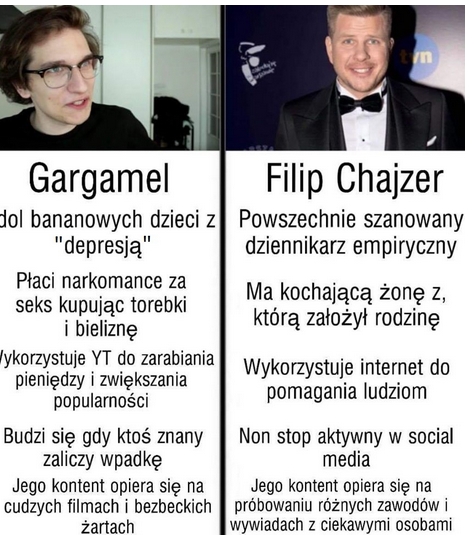 tvn
Gargamel
Filip Chajzer
dol bananowych dzieci z
"depresją"
Powszechnie szanowany
dziennikarz empiryczny
Płaci narkomance za
seks kupując torebki
i bieliznę
Ma kochającą żonę z,
którą założył rodzinę
Wykorzystuje YT do zarabiania
pieniędzy i zwiększania
popularności
Wykorzystuje internet do
pomagania ludziom
Budzi się gdy ktoś znany
zaliczy wpadkę
Non stop aktywny w social
media
Jego kontent opiera się na
cudzych filmach i bezbeckich
żartach
Jego kontent opiera się na
próbowaniu różnych zawodów i
wywiadach z ciekawymi osobami